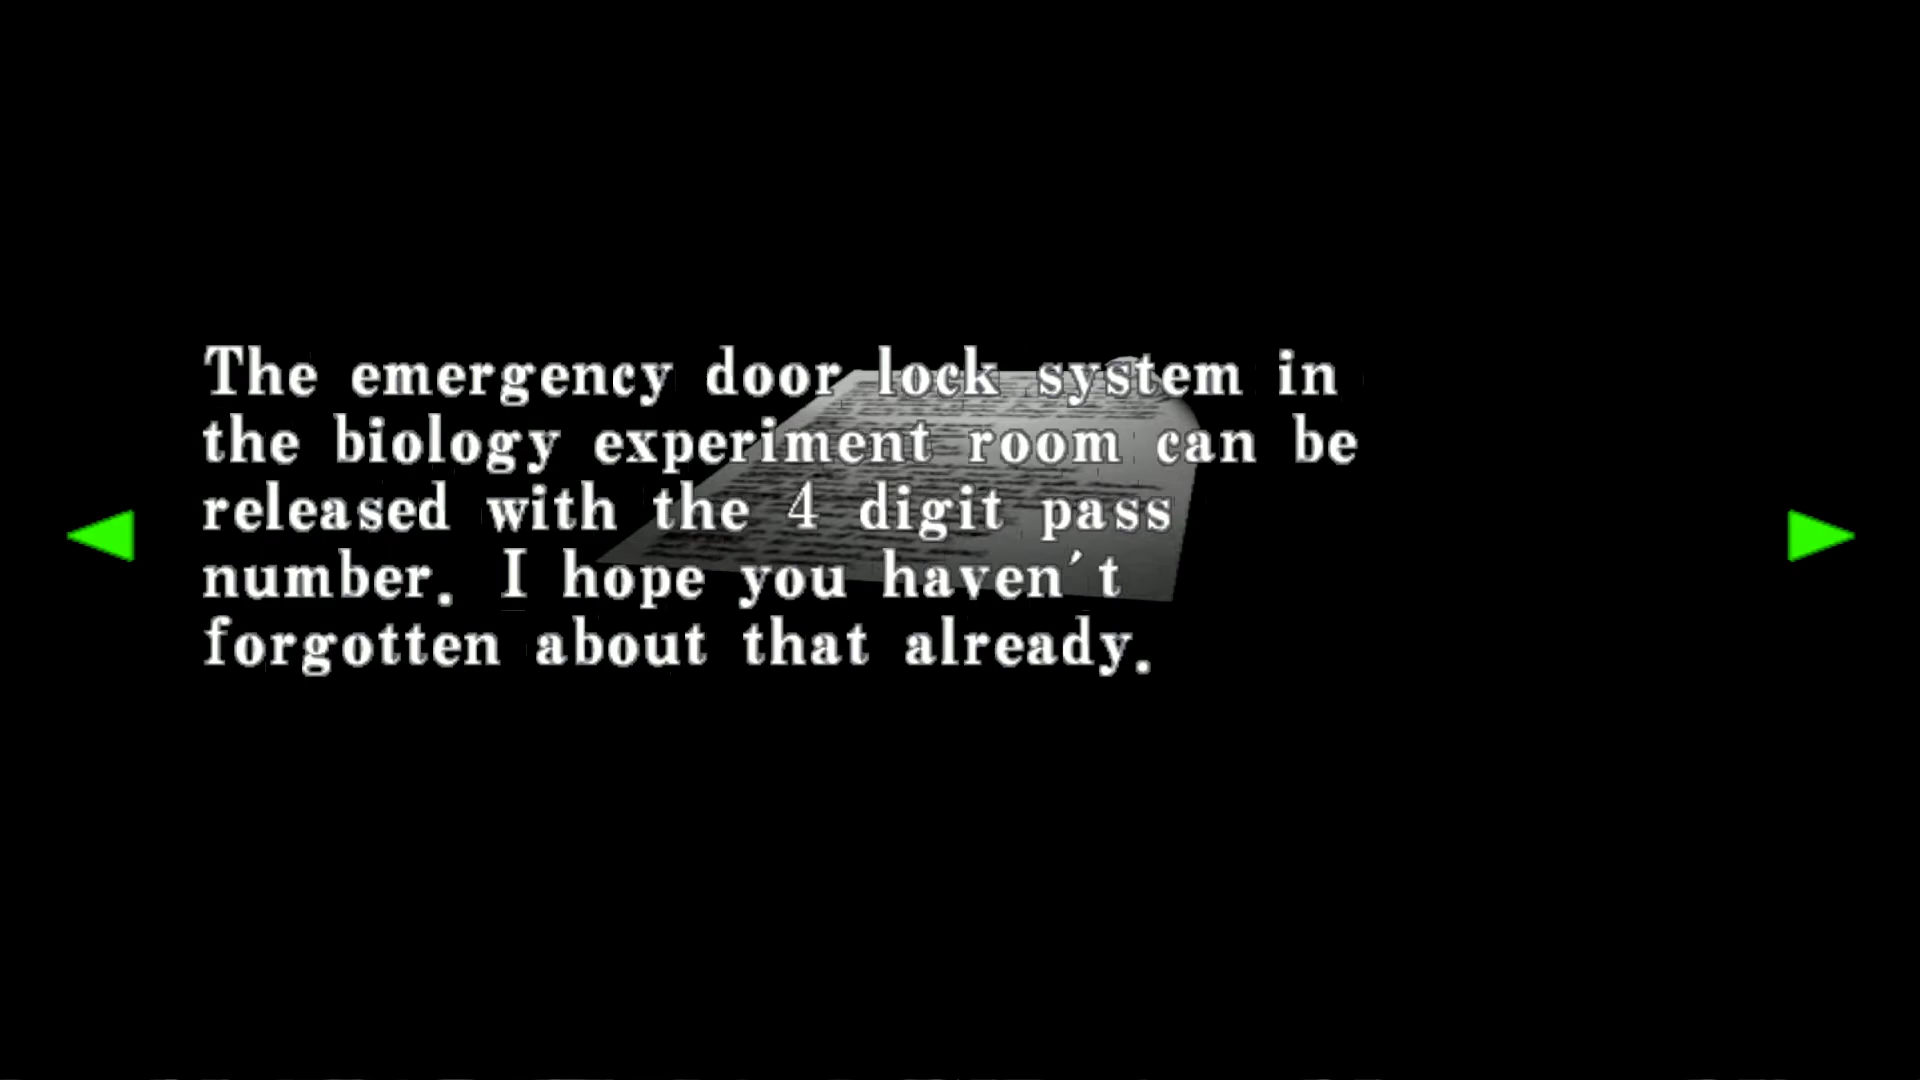 The emergency door lock system in
the biology experiment room can be
released with the 4 digit pass
number. I hope you haven't
forgotten about that already.